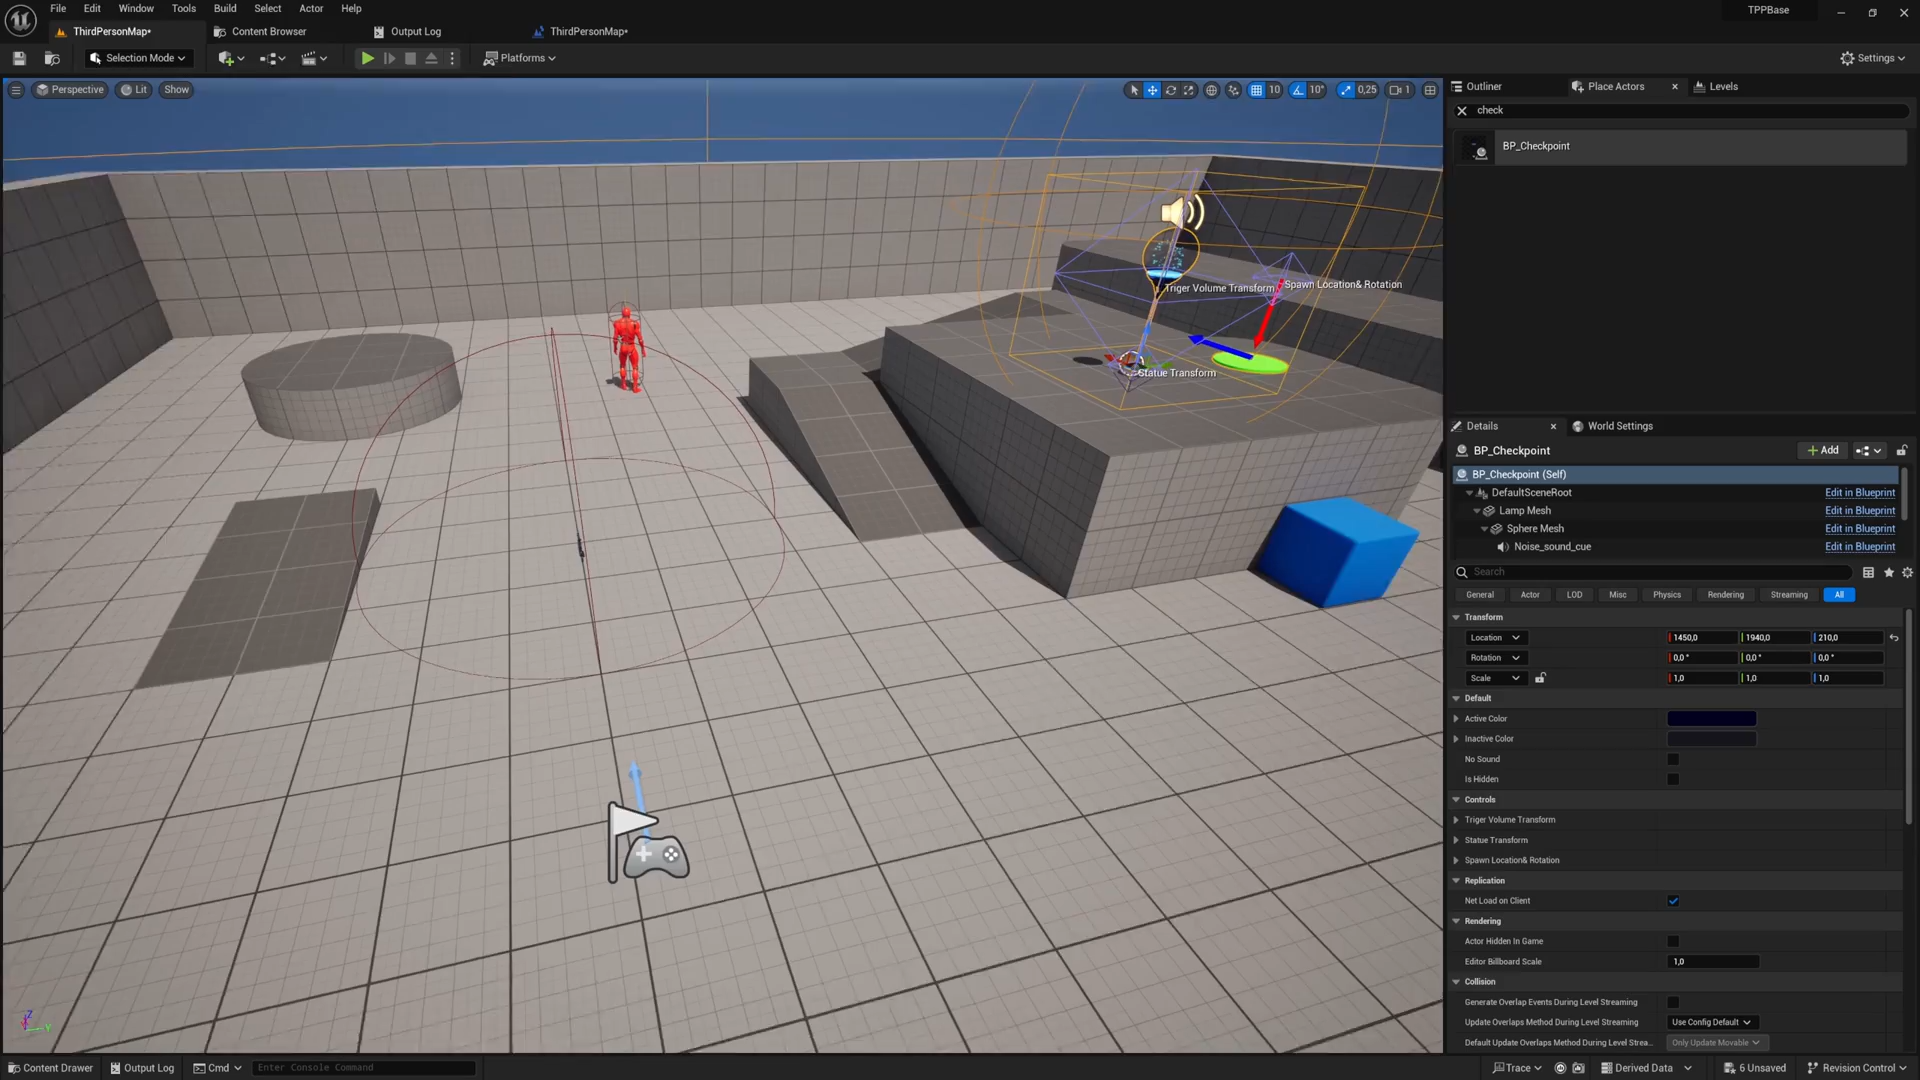 File Edit Window Tools Build Select Actor Help
TPPBase
ThirdPersonMap*
Content Browser
Output Log
ThirdPersonMap*
Selection Mode
Platforms
Settings
Perspective
Lit
Show
10
10°
0,25
1
Outliner
Place Actors
Levels
check
BP_Checkpoint
Triger Volume Transform
Spawn Location& Rotation
Statue Transform
Details
World Settings
BP_Checkpoint
Add
BP_Checkpoint (Self)
DefaultSceneRoot Edit in Blueprint
Lamp Mesh Edit in Blueprint
Sphere Mesh Edit in Blueprint
Noise_sound_cue Edit in Blueprint
Search
General Actor LOD Misc Physics Rendering Streaming All
Transform
Location 1450,0 1940,0 210,0
Rotation 0,0 ° 0,0 ° 0,0 °
Scale 1,0 1,0 1,0
Default
Active Color
Inactive Color
No Sound
Is Hidden
Controls
Triger Volume Transform
Statue Transform
Spawn Location& Rotation
Replication
Net Load on Client
Rendering
Actor Hidden In Game
Editor Billboard Scale 1,0
Collision
Generate Overlap Events During Level Streaming
Update Overlaps Method During Level Streaming Use Config Default
Default Update Overlaps Method During Level Strea... Only Update Movable
Z
Y
Content Drawer
Output Log
Cmd
Enter Console Command
Trace
Derived Data
6 Unsaved
Revision Control